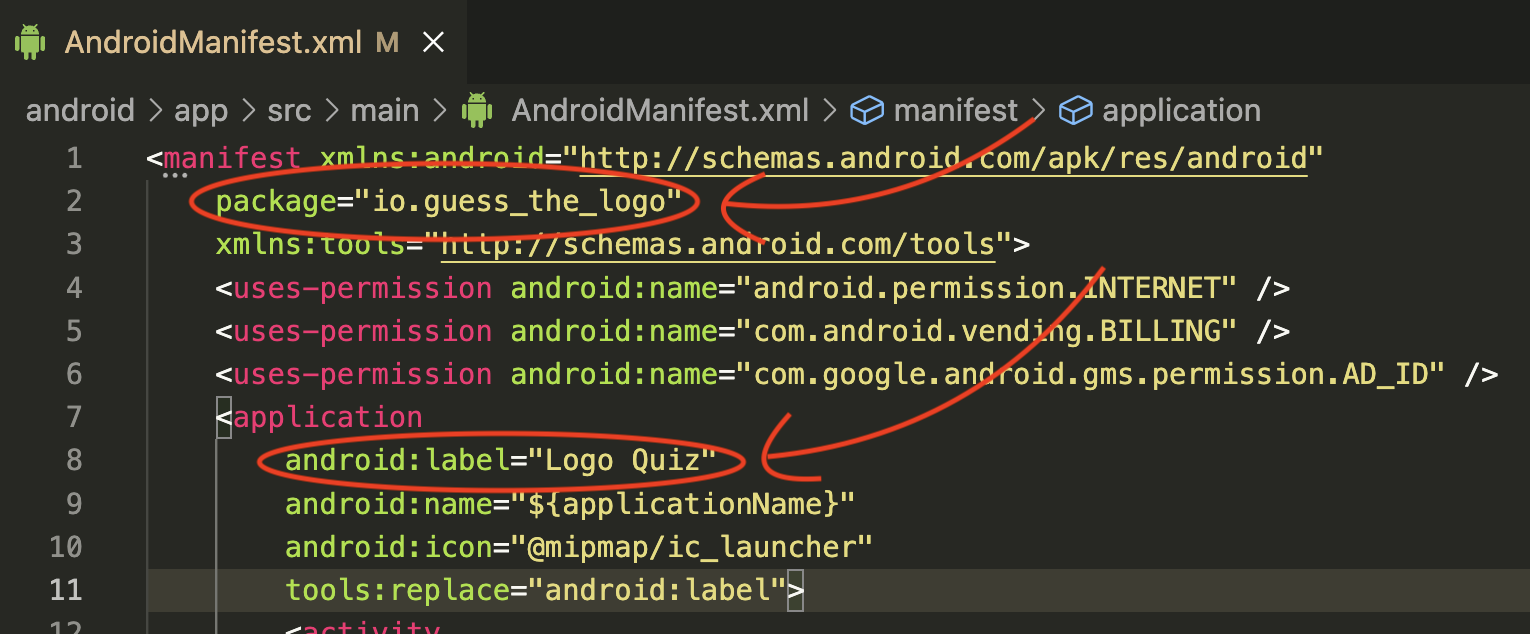 AndroidManifest.xml M ×
android > app > src > main > AndroidManifest.xml > manifest > application
1 <manifest xmlns:android="http://schemas.android.com/apk/res/android"
2 package="io.guess_the_logo"
3 xmlns:tools="http://schemas.android.com/tools">
4 <uses-permission android:name="android.permission.INTERNET" />
5 <uses-permission android:name="com.android.vending.BILLING" />
6 <uses-permission android:name="com.google.android.gms.permission.AD_ID" />
7 <application
8 android:label="Logo Quiz"
9 android:name="${applicationName}"
10 android:icon="@mipmap/ic_launcher"
11 tools:replace="android:label">
12 <activity